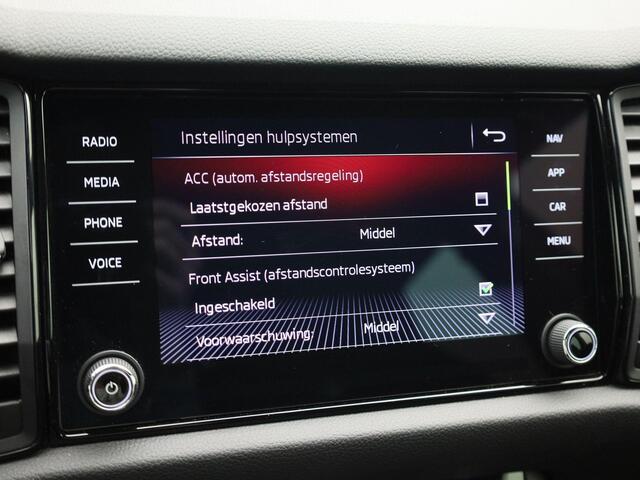 RADIO
MEDIA
PHONE
VOICE
Instellingen hulpsystemen
ACC (autom. afstandsregeling)
Laatstgekozen afstand
Afstand: Middel
Front Assist (afstandscontrolesysteem)
Ingeschakeld
Voorwaarschuwing: Middel
NAV
APP
CAR
MENU